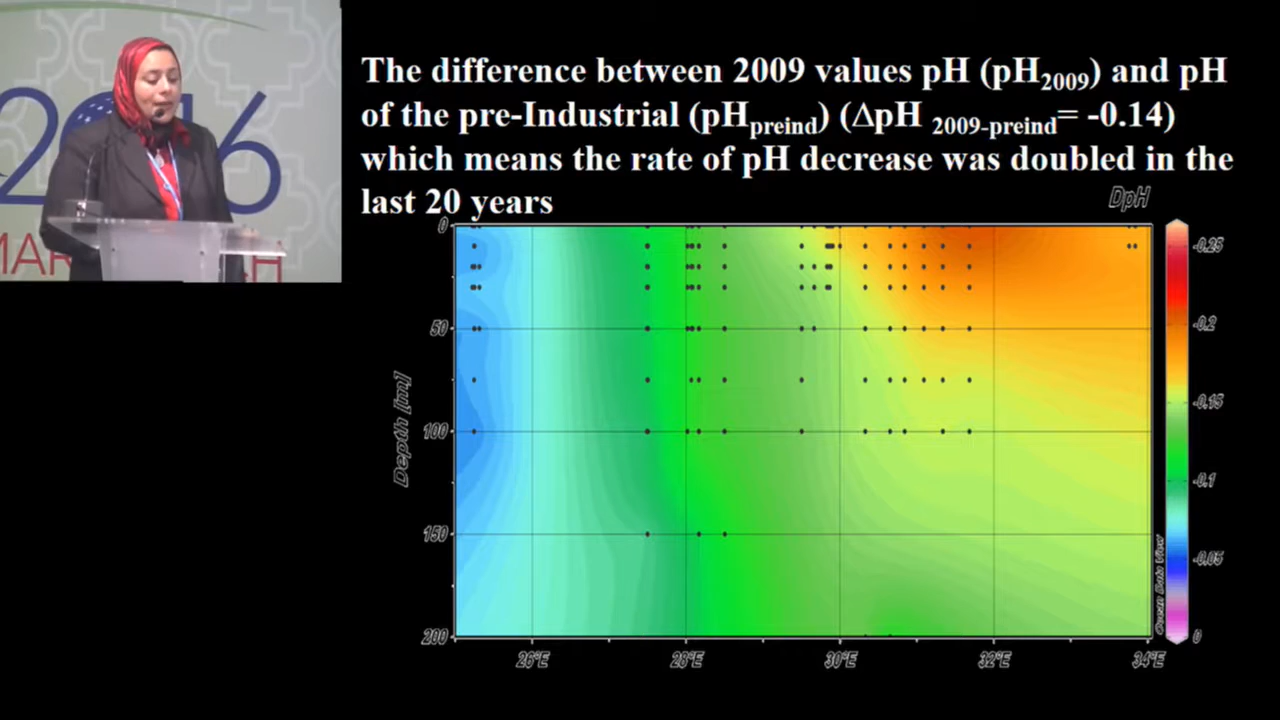 2016
MAR
H
The difference between 2009 values pH (pH2009) and pH
of the pre-Industrial (pHpreind) (ΔpH 2009-preind= -0.14)
which means the rate of pH decrease was doubled in the
last 20 years
DpH
0
50
100
150
200
Depth [m]
26°E
28°E
30°E
32°E
34°E
-0.25
-0.2
-0.15
-0.1
-0.05
0
Ocean Data View